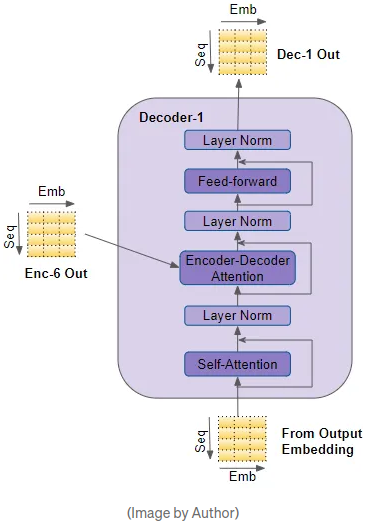 Emb
Seq
Dec-1 Out
Decoder-1
Layer Norm
Feed-forward
Layer Norm
Emb
Seq
Enc-6 Out
Encoder-Decoder
Attention
Layer Norm
Self-Attention
Seq
From Output
Embedding
Emb
(Image by Author)